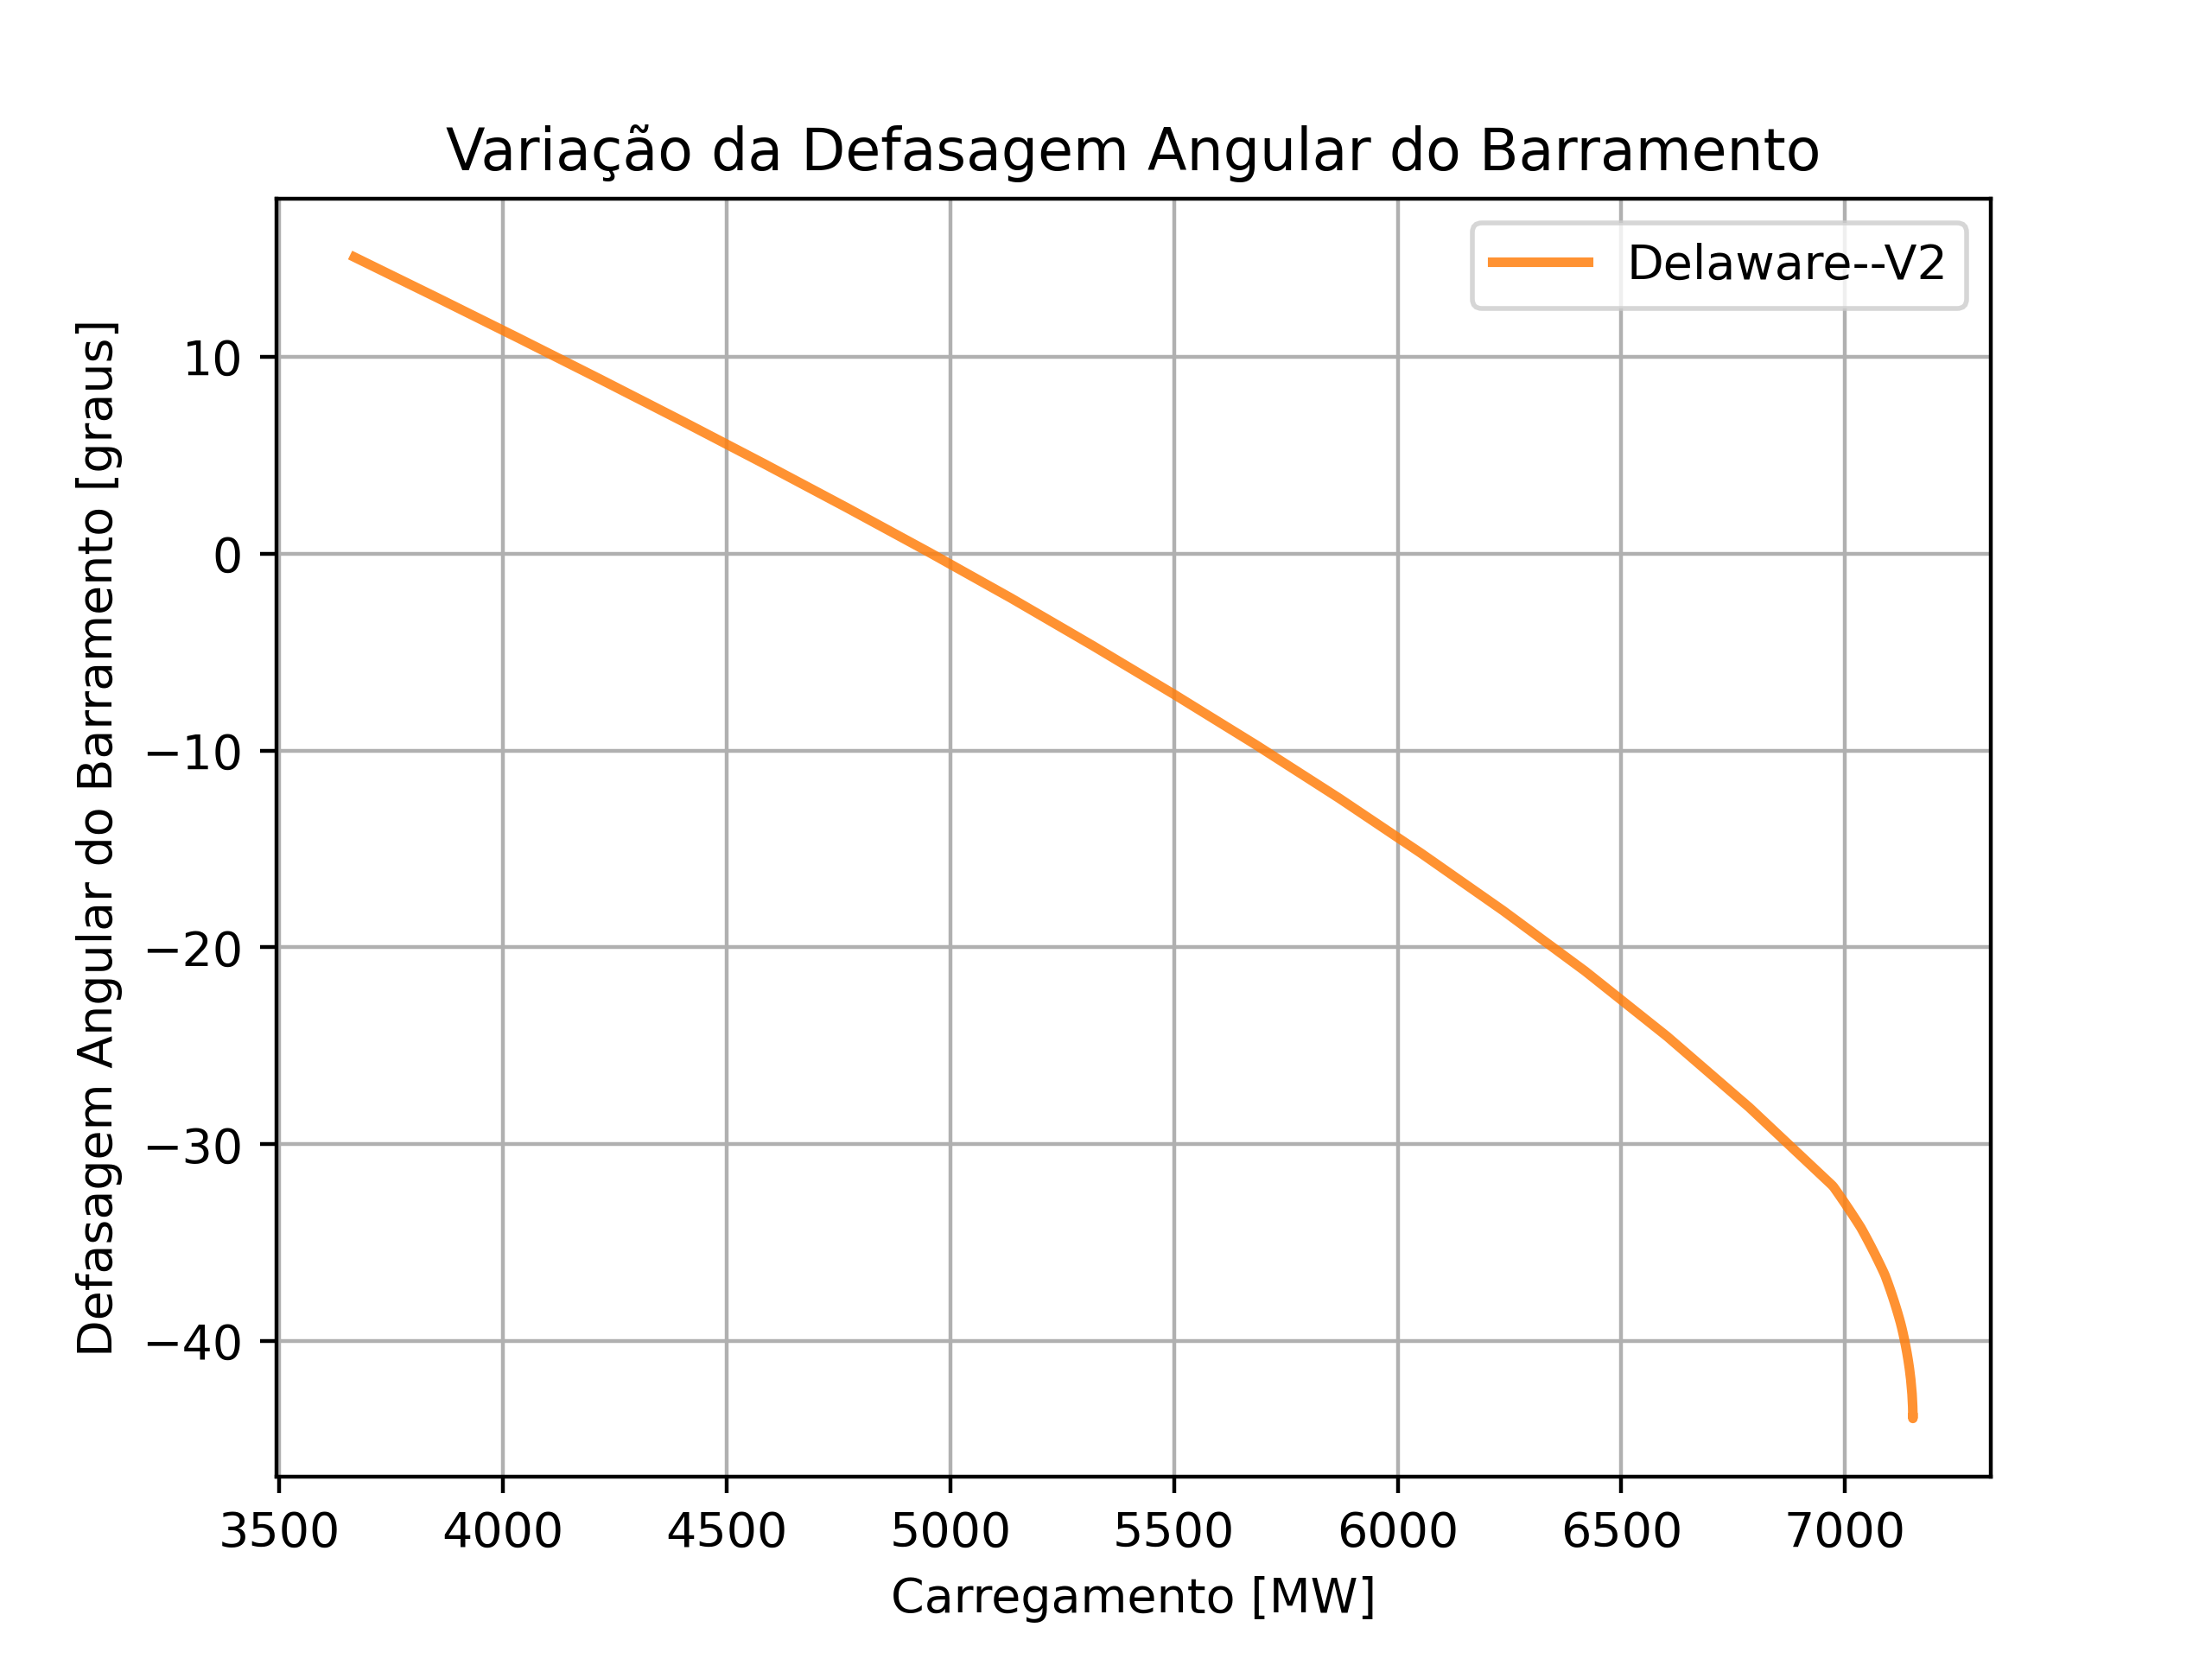 Variação da Defasagem Angular do Barramento
Delaware--V2
Defasagem Angular do Barramento [graus]
10
0
−10
−20
−30
−40
3500 4000 4500 5000 5500 6000 6500 7000
Carregamento [MW]